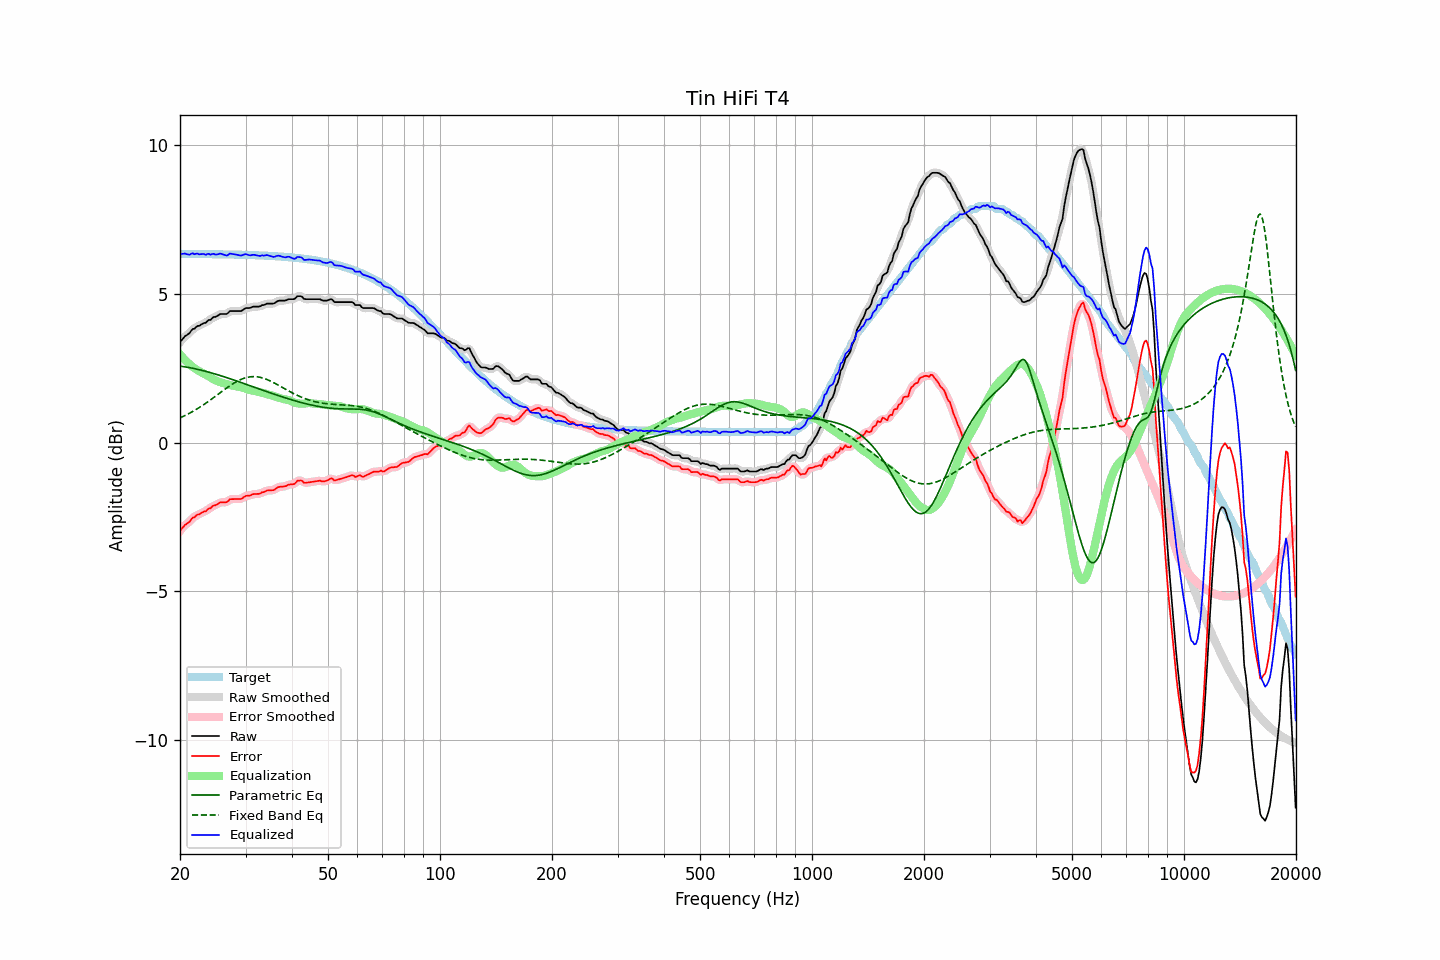 Tin HiFi T4
Amplitude (dBr)
10
5
0
−5
−10
Target
Raw Smoothed
Error Smoothed
Raw
Error
Equalization
Parametric Eq
Fixed Band Eq
Equalized
20 50 100 200 500 1000 2000 5000 10000 20000
Frequency (Hz)